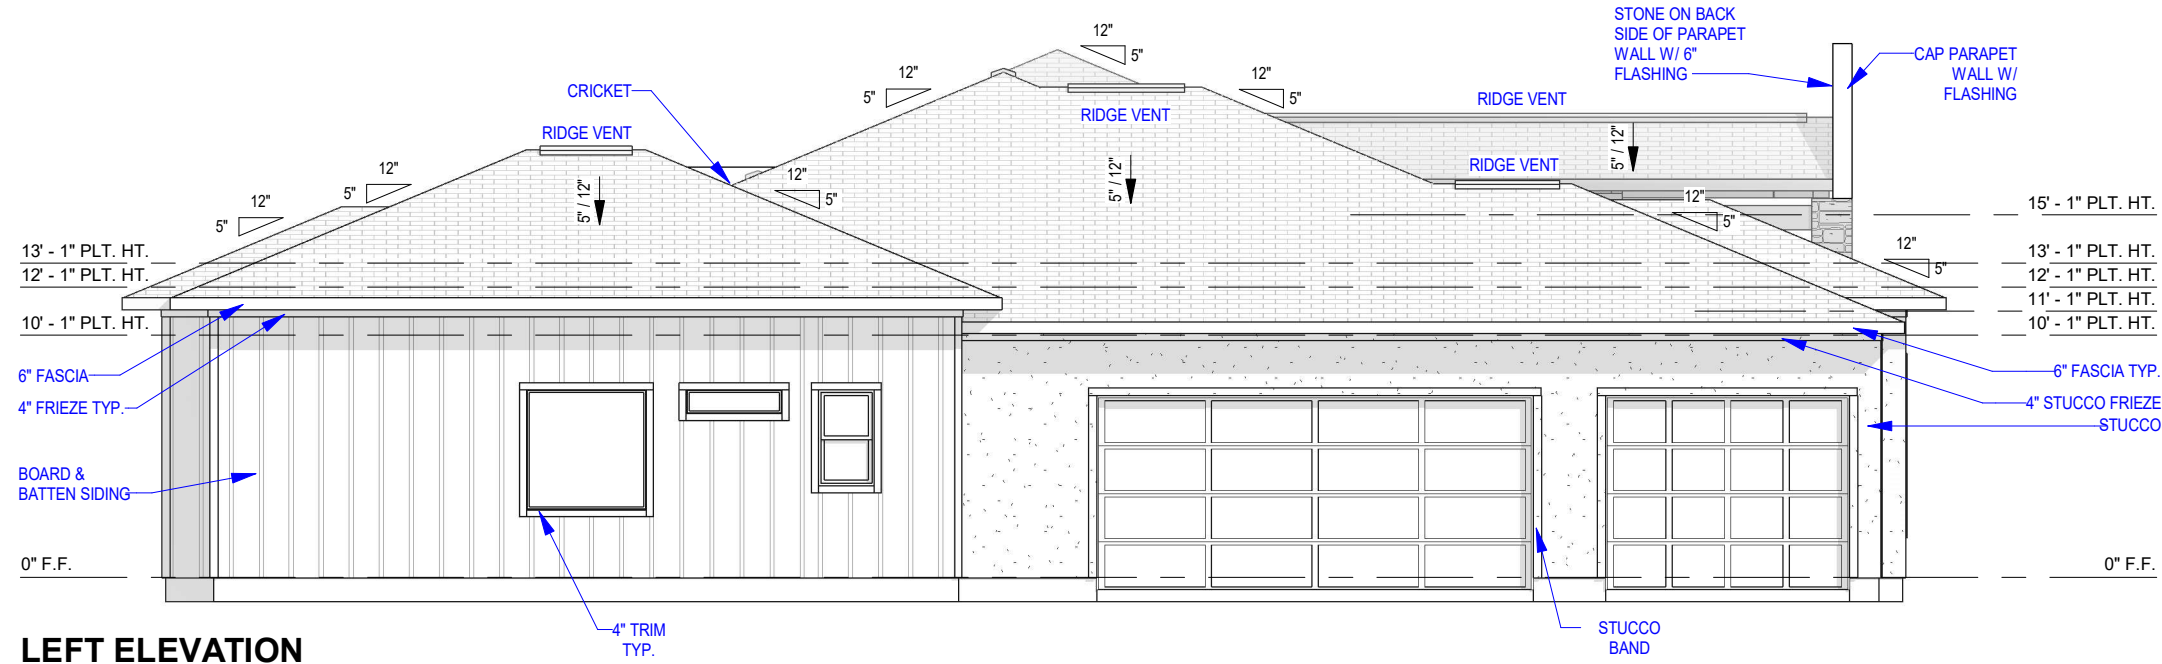 STONE ON BACK
SIDE OF PARAPET
WALL W/ 6"
FLASHING
CAP PARAPET
WALL W/
FLASHING
12"
5"
12"
5"
12"
5"
CRICKET
RIDGE VENT
RIDGE VENT
RIDGE VENT
RIDGE VENT
5" / 12"
5" / 12"
5" / 12"
12"
5"
12"
5"
12"
5"
12"
5"
12"
5"
13' - 1" PLT. HT.
12' - 1" PLT. HT.
10' - 1" PLT. HT.
15' - 1" PLT. HT.
13' - 1" PLT. HT.
12' - 1" PLT. HT.
11' - 1" PLT. HT.
10' - 1" PLT. HT.
6" FASCIA
4" FRIEZE TYP.
6" FASCIA TYP.
4" STUCCO FRIEZE
STUCCO
BOARD &
BATTEN SIDING
0" F.F.
0" F.F.
4" TRIM
TYP.
STUCCO
BAND
LEFT ELEVATION